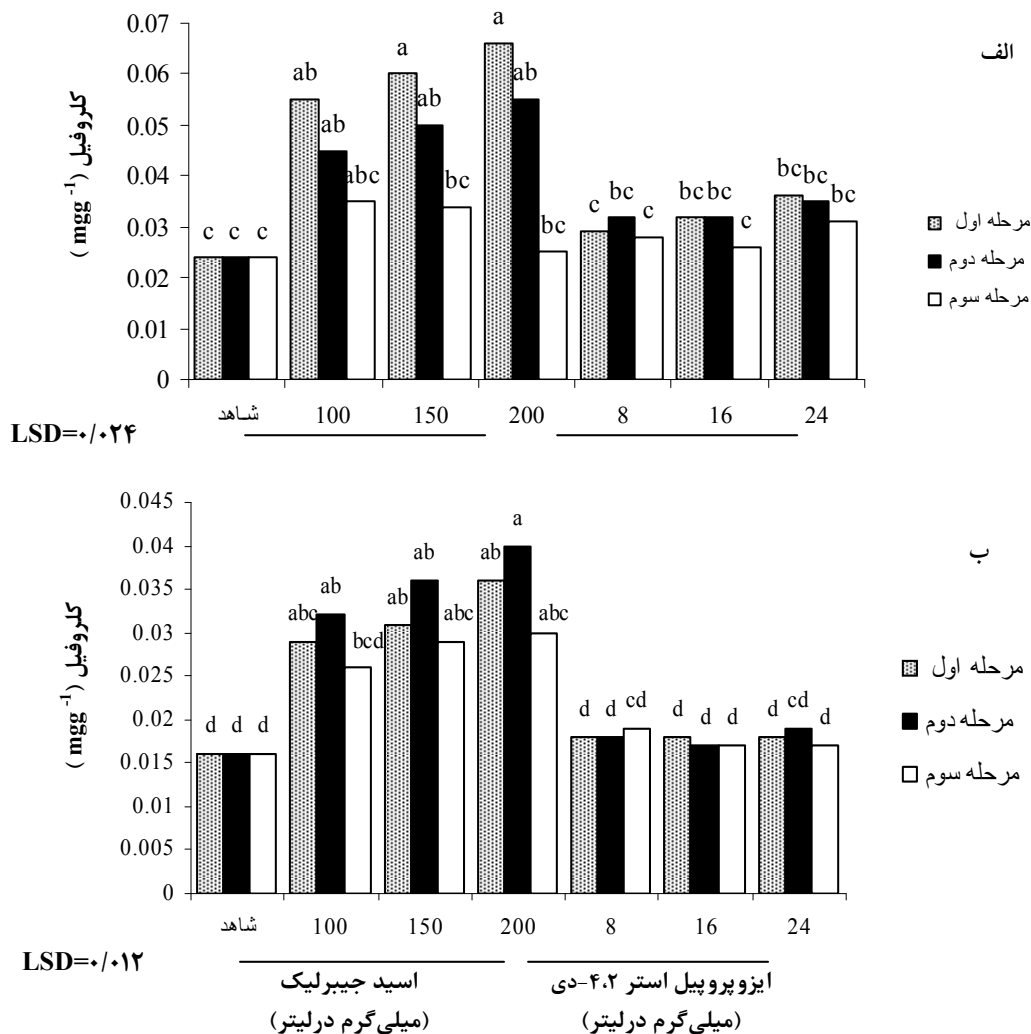 الف
کلروفیل (mgg -1)
0.07
0.06
0.05
0.04
0.03
0.02
0.01
0
c c c
ab ab abc
a ab bc
a ab bc
c bc c
bc bc c
bc bc bc
مرحله اول
مرحله دوم
مرحله سوم
شاهد 100 150 200 8 16 24
LSD=۰/۰۲۴
ب
کلروفیل (mgg -1)
0.045
0.04
0.035
0.03
0.025
0.02
0.015
0.01
0.005
0
d d d
abc ab bcd
ab ab abc
ab a abc
d d cd
d d d
d cd d
مرحله اول
مرحله دوم
مرحله سوم
شاهد 100 150 200 8 16 24
LSD=۰/۰۱۲
اسید جیبرلیک
(میلی‌گرم درلیتر)
ایزوپروپیل استر ۴،۲-دی
(میلی‌گرم درلیتر)